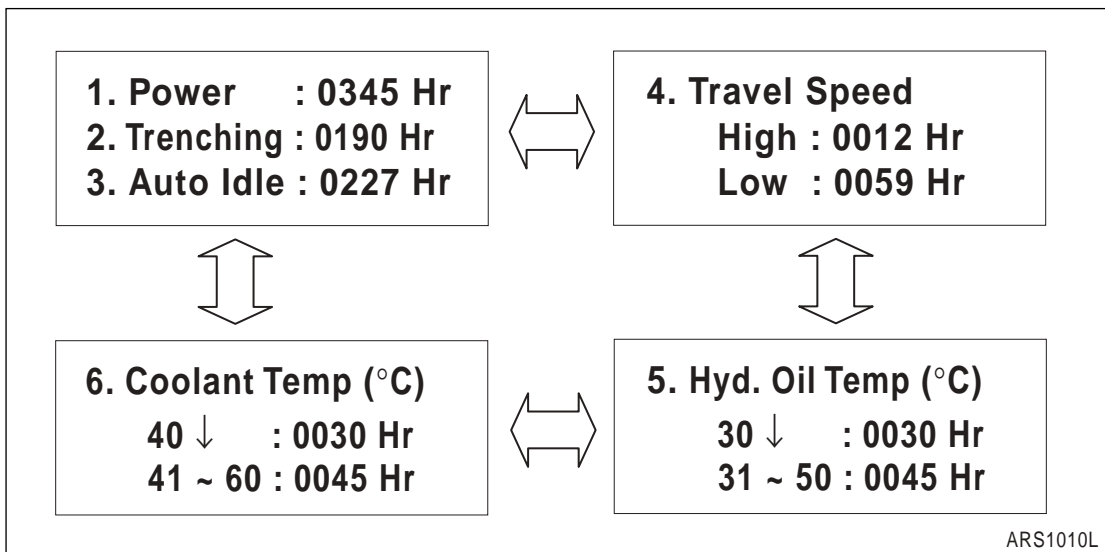 1. Power : 0345 Hr
2. Trenching : 0190 Hr
3. Auto Idle : 0227 Hr
4. Travel Speed
High : 0012 Hr
Low : 0059 Hr
6. Coolant Temp (°C)
40 ↓ : 0030 Hr
41 ~ 60 : 0045 Hr
5. Hyd. Oil Temp (°C)
30 ↓ : 0030 Hr
31 ~ 50 : 0045 Hr
ARS1010L